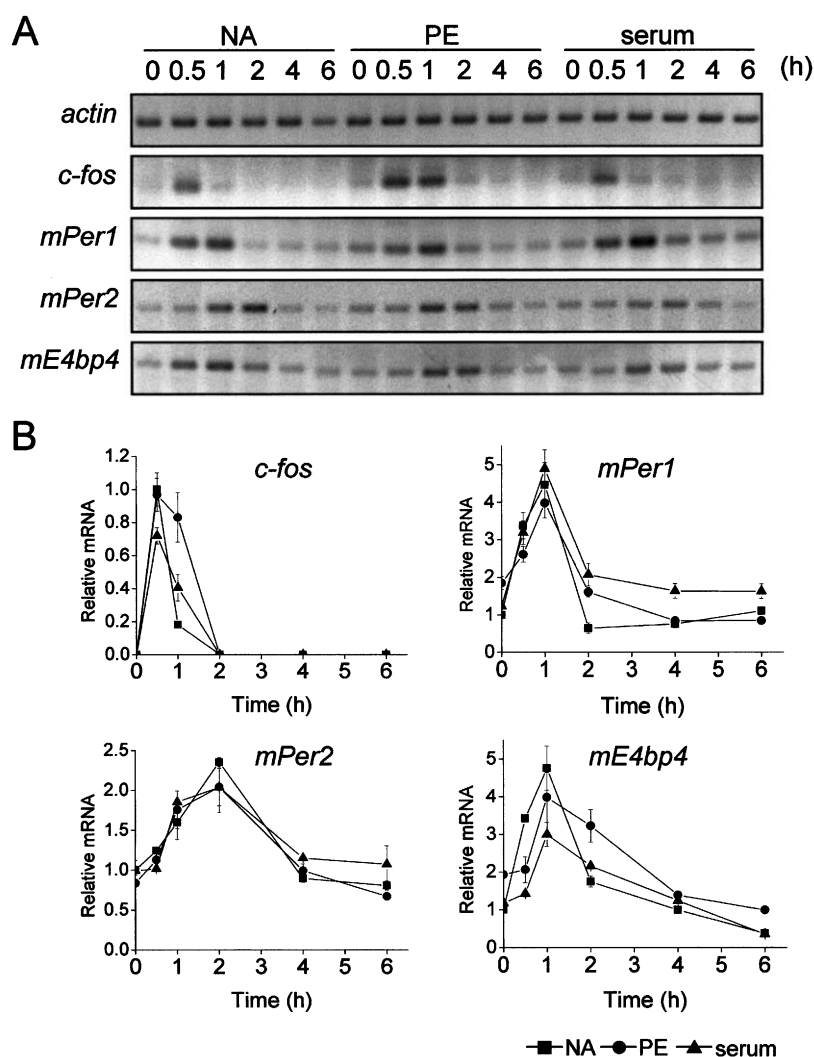 A
NA PE serum
0 0.5 1 2 4 6 0 0.5 1 2 4 6 0 0.5 1 2 4 6 (h)
actin
c-fos
mPer1
mPer2
mE4bp4
B
c-fos
Relative mRNA
1.2
1.0
0.8
0.6
0.4
0.2
0.0
0 1 2 3 4 5 6
Time (h)
mPer1
Relative mRNA
5
4
3
2
1
0
0 1 2 3 4 5 6
Time (h)
mPer2
Relative mRNA
2.5
2.0
1.5
1.0
0.5
0.0
0 1 2 3 4 5 6
Time (h)
mE4bp4
Relative mRNA
5
4
3
2
1
0
0 1 2 3 4 5 6
Time (h)
NA PE serum